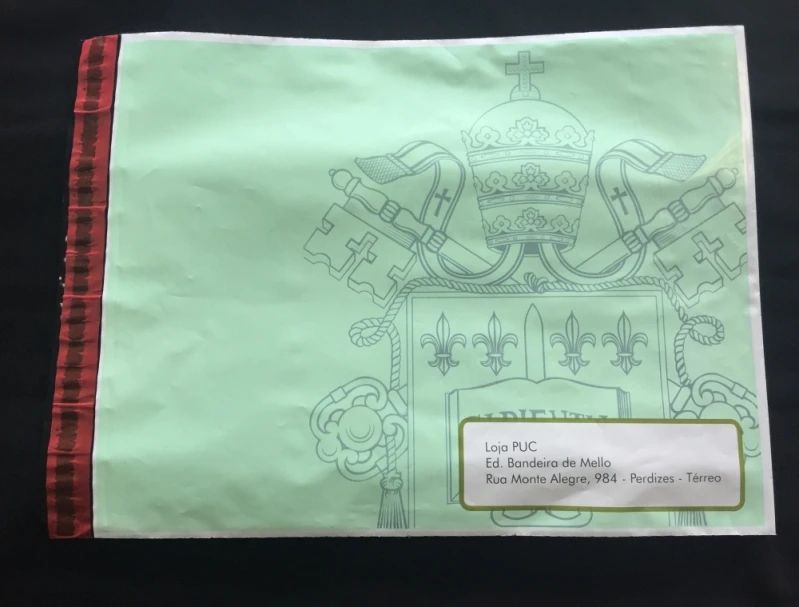 Loja PUC
Ed. Bandeira de Mello
Rua Monte Alegre, 984 - Perdizes - Térreo